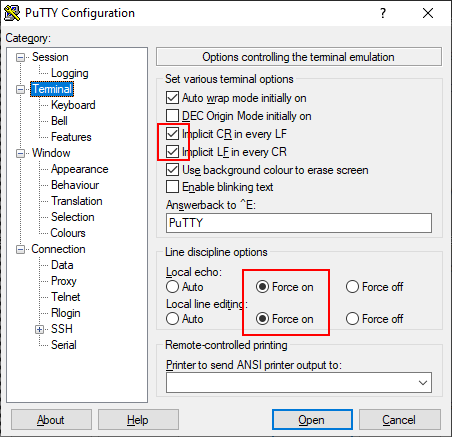 PuTTY Configuration
? ×
Category:
Session
Logging
Terminal
Keyboard
Bell
Features
Window
Appearance
Behaviour
Translation
Selection
Colours
Connection
Data
Proxy
Telnet
Rlogin
SSH
Serial
Options controlling the terminal emulation
Set various terminal options
Auto wrap mode initially on
DEC Origin Mode initially on
Implicit CR in every LF
Implicit LF in every CR
Use background colour to erase screen
Enable blinking text
Answerback to ^E:
PuTTY
Line discipline options
Local echo:
Auto Force on Force off
Local line editing:
Auto Force on Force off
Remote-controlled printing
Printer to send ANSI printer output to:
About Help Open Cancel